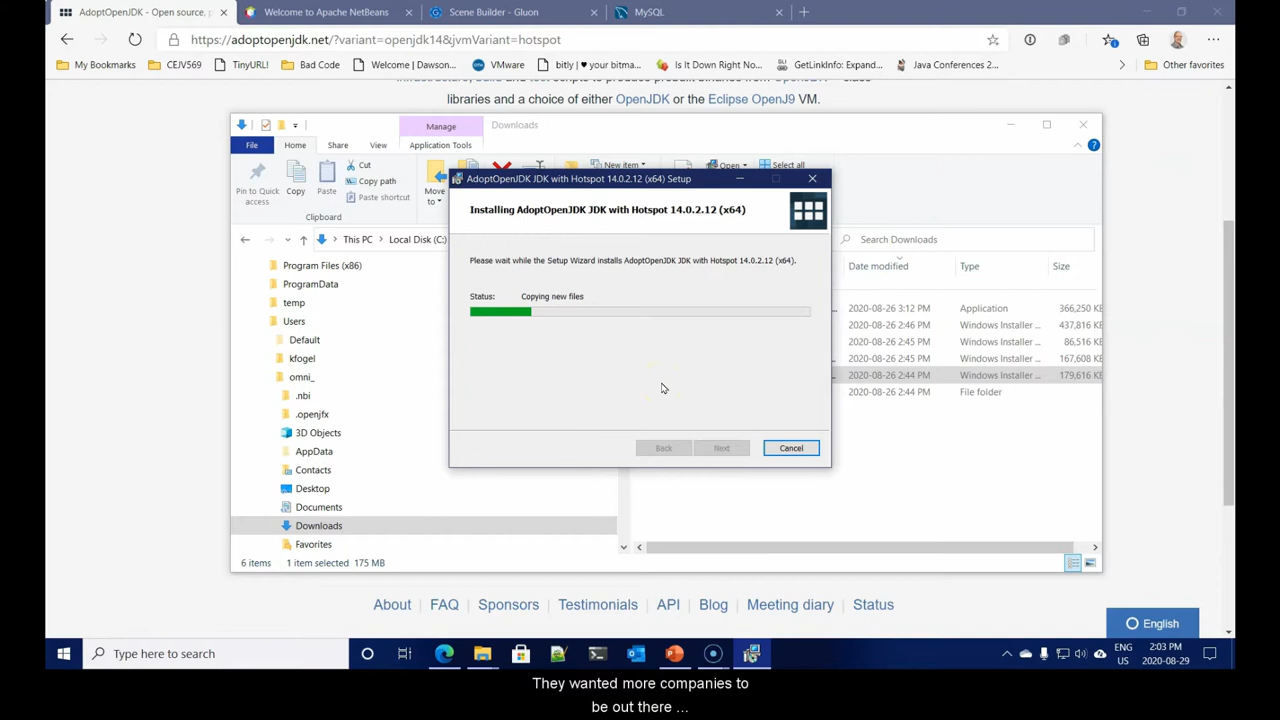 AdoptOpenJDK - Open source, p
Welcome to Apache NetBeans
Scene Builder - Gluon
MySQL
https://adoptopenjdk.net/?variant=openjdk14&jvmVariant=hotspot
My Bookmarks
CEJV569
TinyURL!
Bad Code
Welcome | Dawson...
VMware
bitly | ♥ your bitma...
Is It Down Right No...
GetLinkInfo: Expand...
Java Conferences 2...
Other favorites
libraries and a choice of either OpenJDK or the Eclipse OpenJ9 VM.
Manage
Downloads
File
Home
Share
View
Application Tools
Pin to Quick
access
Copy
Paste
Cut
Copy path
Paste shortcut
Clipboard
Move
to
New item
Open
Select all
This PC
Local Disk (C:)
Search Downloads
Program Files (x86)
ProgramData
temp
Users
Default
kfogel
omni_
.nbi
.openjfx
3D Objects
AppData
Contacts
Desktop
Documents
Downloads
Favorites
Date modified
Type
Size
2020-08-26 3:12 PM Application 366,250 KB
2020-08-26 2:46 PM Windows Installer ... 437,816 KB
2020-08-26 2:45 PM Windows Installer ... 86,516 KB
2020-08-26 2:45 PM Windows Installer ... 167,608 KB
2020-08-26 2:44 PM Windows Installer ... 179,616 KB
2020-08-26 2:44 PM File folder
6 items 1 item selected 175 MB
AdoptOpenJDK JDK with Hotspot 14.0.2.12 (x64) Setup
Installing AdoptOpenJDK JDK with Hotspot 14.0.2.12 (x64)
Please wait while the Setup Wizard installs AdoptOpenJDK JDK with Hotspot 14.0.2.12 (x64).
Status: Copying new files
Back
Next
Cancel
About
FAQ
Sponsors
Testimonials
API
Blog
Meeting diary
Status
English
Type here to search
ENG
US
2:03 PM
2020-08-29
They wanted more companies to
be out there ...